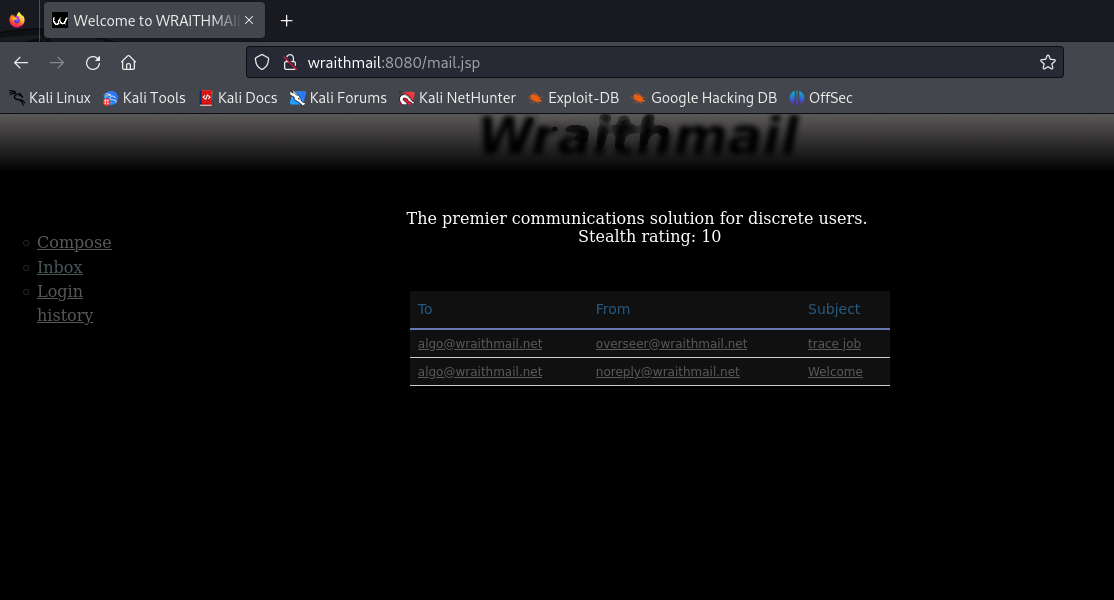 Welcome to WRAITHMAI
wraithmail:8080/mail.jsp
Kali Linux Kali Tools Kali Docs Kali Forums Kali NetHunter Exploit-DB Google Hacking DB OffSec
Wraithmail
The premier communications solution for discrete users.
Stealth rating: 10
Compose
Inbox
Login
history
To From Subject
algo@wraithmail.net overseer@wraithmail.net trace job
algo@wraithmail.net noreply@wraithmail.net Welcome